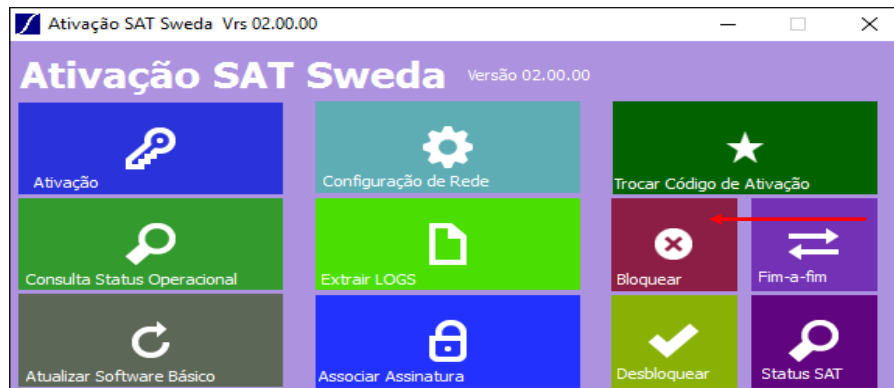 Ativação SAT Sweda Vrs 02.00.00
Ativação SAT Sweda Versão 02.00.00
Ativação
Configuração de Rede
Trocar Código de Ativação
Consulta Status Operacional
Extrair LOGS
Bloquear
Fim-a-fim
Atualizar Software Básico
Associar Assinatura
Desbloquear
Status SAT